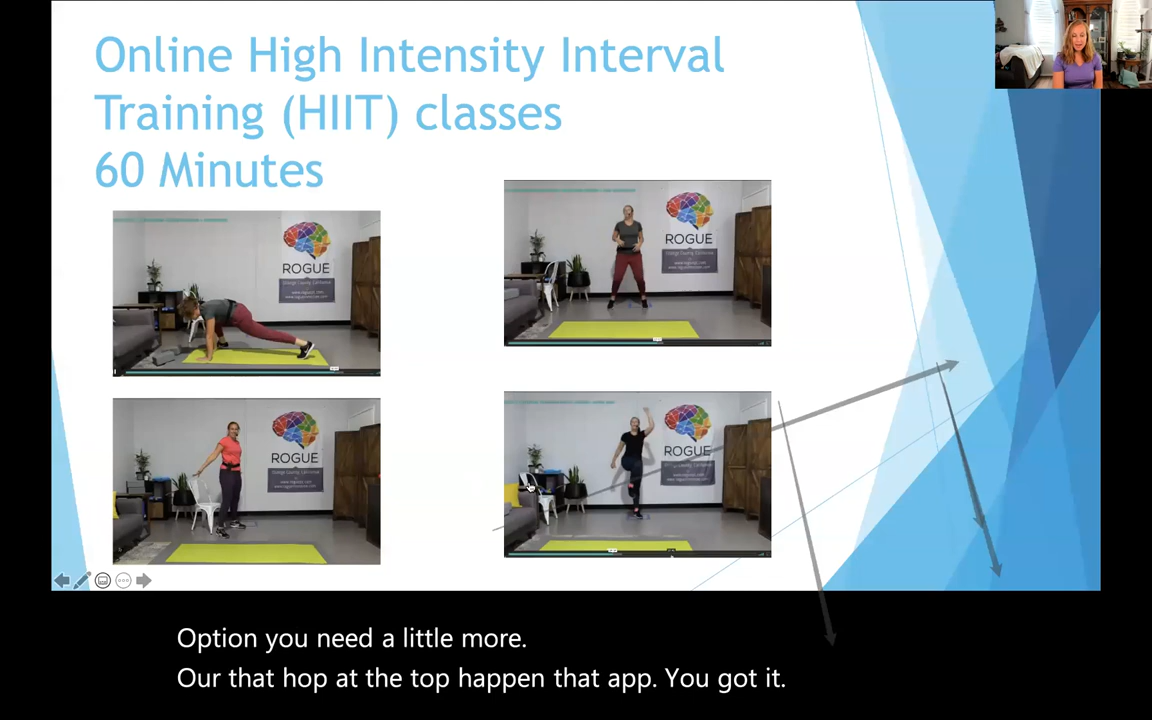 Online High Intensity Interval
Training (HIIT) classes
60 Minutes
ROGUE
ROGUE
ROGUE
ROGUE
Option you need a little more.
Our that hop at the top happen that app. You got it.